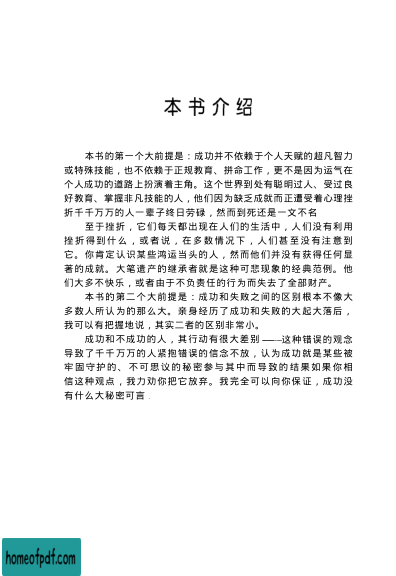 本书介绍
本书的第一个大前提是：成功并不依赖于个人天赋的超凡智力
或特殊技能，也不依赖于正规教育、拼命工作，更不是因为运气在
个人成功的道路上扮演着主角。这个世界到处有聪明过人、受过良
好教育、掌握非凡技能的人，他们因为缺乏成就而正遭受着心理挫
折千千万万的人一辈子终日劳碌，然而到死还是一文不名
至于挫折，它们每天都出现在人们的生活中，人们没有利用
挫折得到什么，或者说，在多数情况下，人们甚至没有注意到
它。你肯定认识某些鸿运当头的人，然而他们并没有获得任何显
著的成就。大笔遗产的继承者就是这种可悲现象的经典范例。他
们大多不快乐，或者由于不负责任的行为而失去了全部财产。
本书的第二个大前提是：成功和失败之间的区别根本不像大
多数人所认为的那么大。亲身经历了成功和失败的大起大落后，
我可以有把握地说，其实二者的区别非常小。
成功和不成功的人，其行动有很大差别——这种错误的观念
导致了千千万万的人紧抱错误的信念不放，认为成功就是某些被
牢固守护的、不可思议的秘密参与其中而导致的结果如果你相
信这种观点，我力劝你把它放弃。我完全可以向你保证，成功没
有什么大秘密可言.
homeofpdf.com